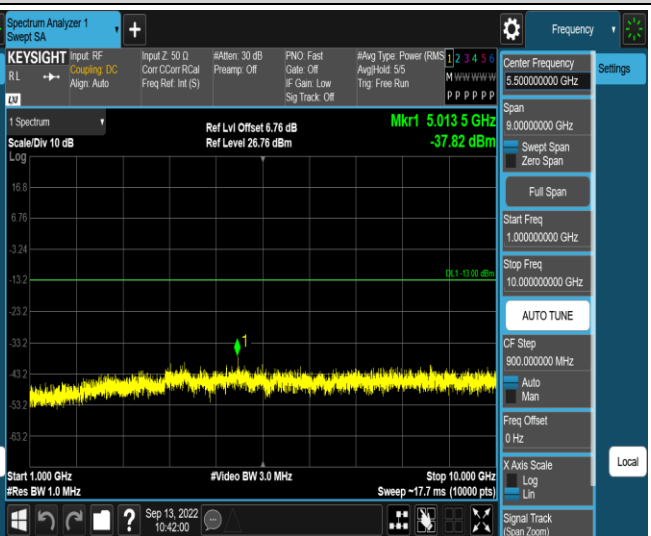 Spectrum Analyzer 1
Swept SA
+
Frequency
KEYSIGHT
Input: RF
Input Z: 50 Ω
#Atten: 30 dB
PNO: Fast
#Avg Type: Power (RMS
1 2 3 4 5 6
RL
Coupling: DC
Corr CCorr RCal
Preamp: Off
Gate: Off
Avg|Hold: 5/5
M W W W W W
Align: Auto
Freq Ref: Int (S)
IF Gain: Low
Trig: Free Run
Sig Track: Off
P P P P P P
LXI
Center Frequency
5.500000000 GHz
Settings
Span
9.00000000 GHz
Swept Span
Zero Span
Full Span
Start Freq
1.000000000 GHz
Stop Freq
10.000000000 GHz
AUTO TUNE
CF Step
900.000000 MHz
Auto
Man
Freq Offset
0 Hz
X Axis Scale
Log
Lin
Signal Track
(Span Zoom)
Local
1 Spectrum
Ref Lvl Offset 6.76 dB
Mkr1 5.013 5 GHz
Scale/Div 10 dB
Ref Level 26.76 dBm
-37.82 dBm
Log
16.8
6.76
-3.24
DL1 -13.00 dBm
-13.2
-23.2
-33.2
1
-43.2
-53.2
-63.2
Start 1.000 GHz
#Video BW 3.0 MHz
Stop 10.000 GHz
#Res BW 1.0 MHz
Sweep ~17.7 ms (10000 pts)
?
Sep 13, 2022
10:42:00